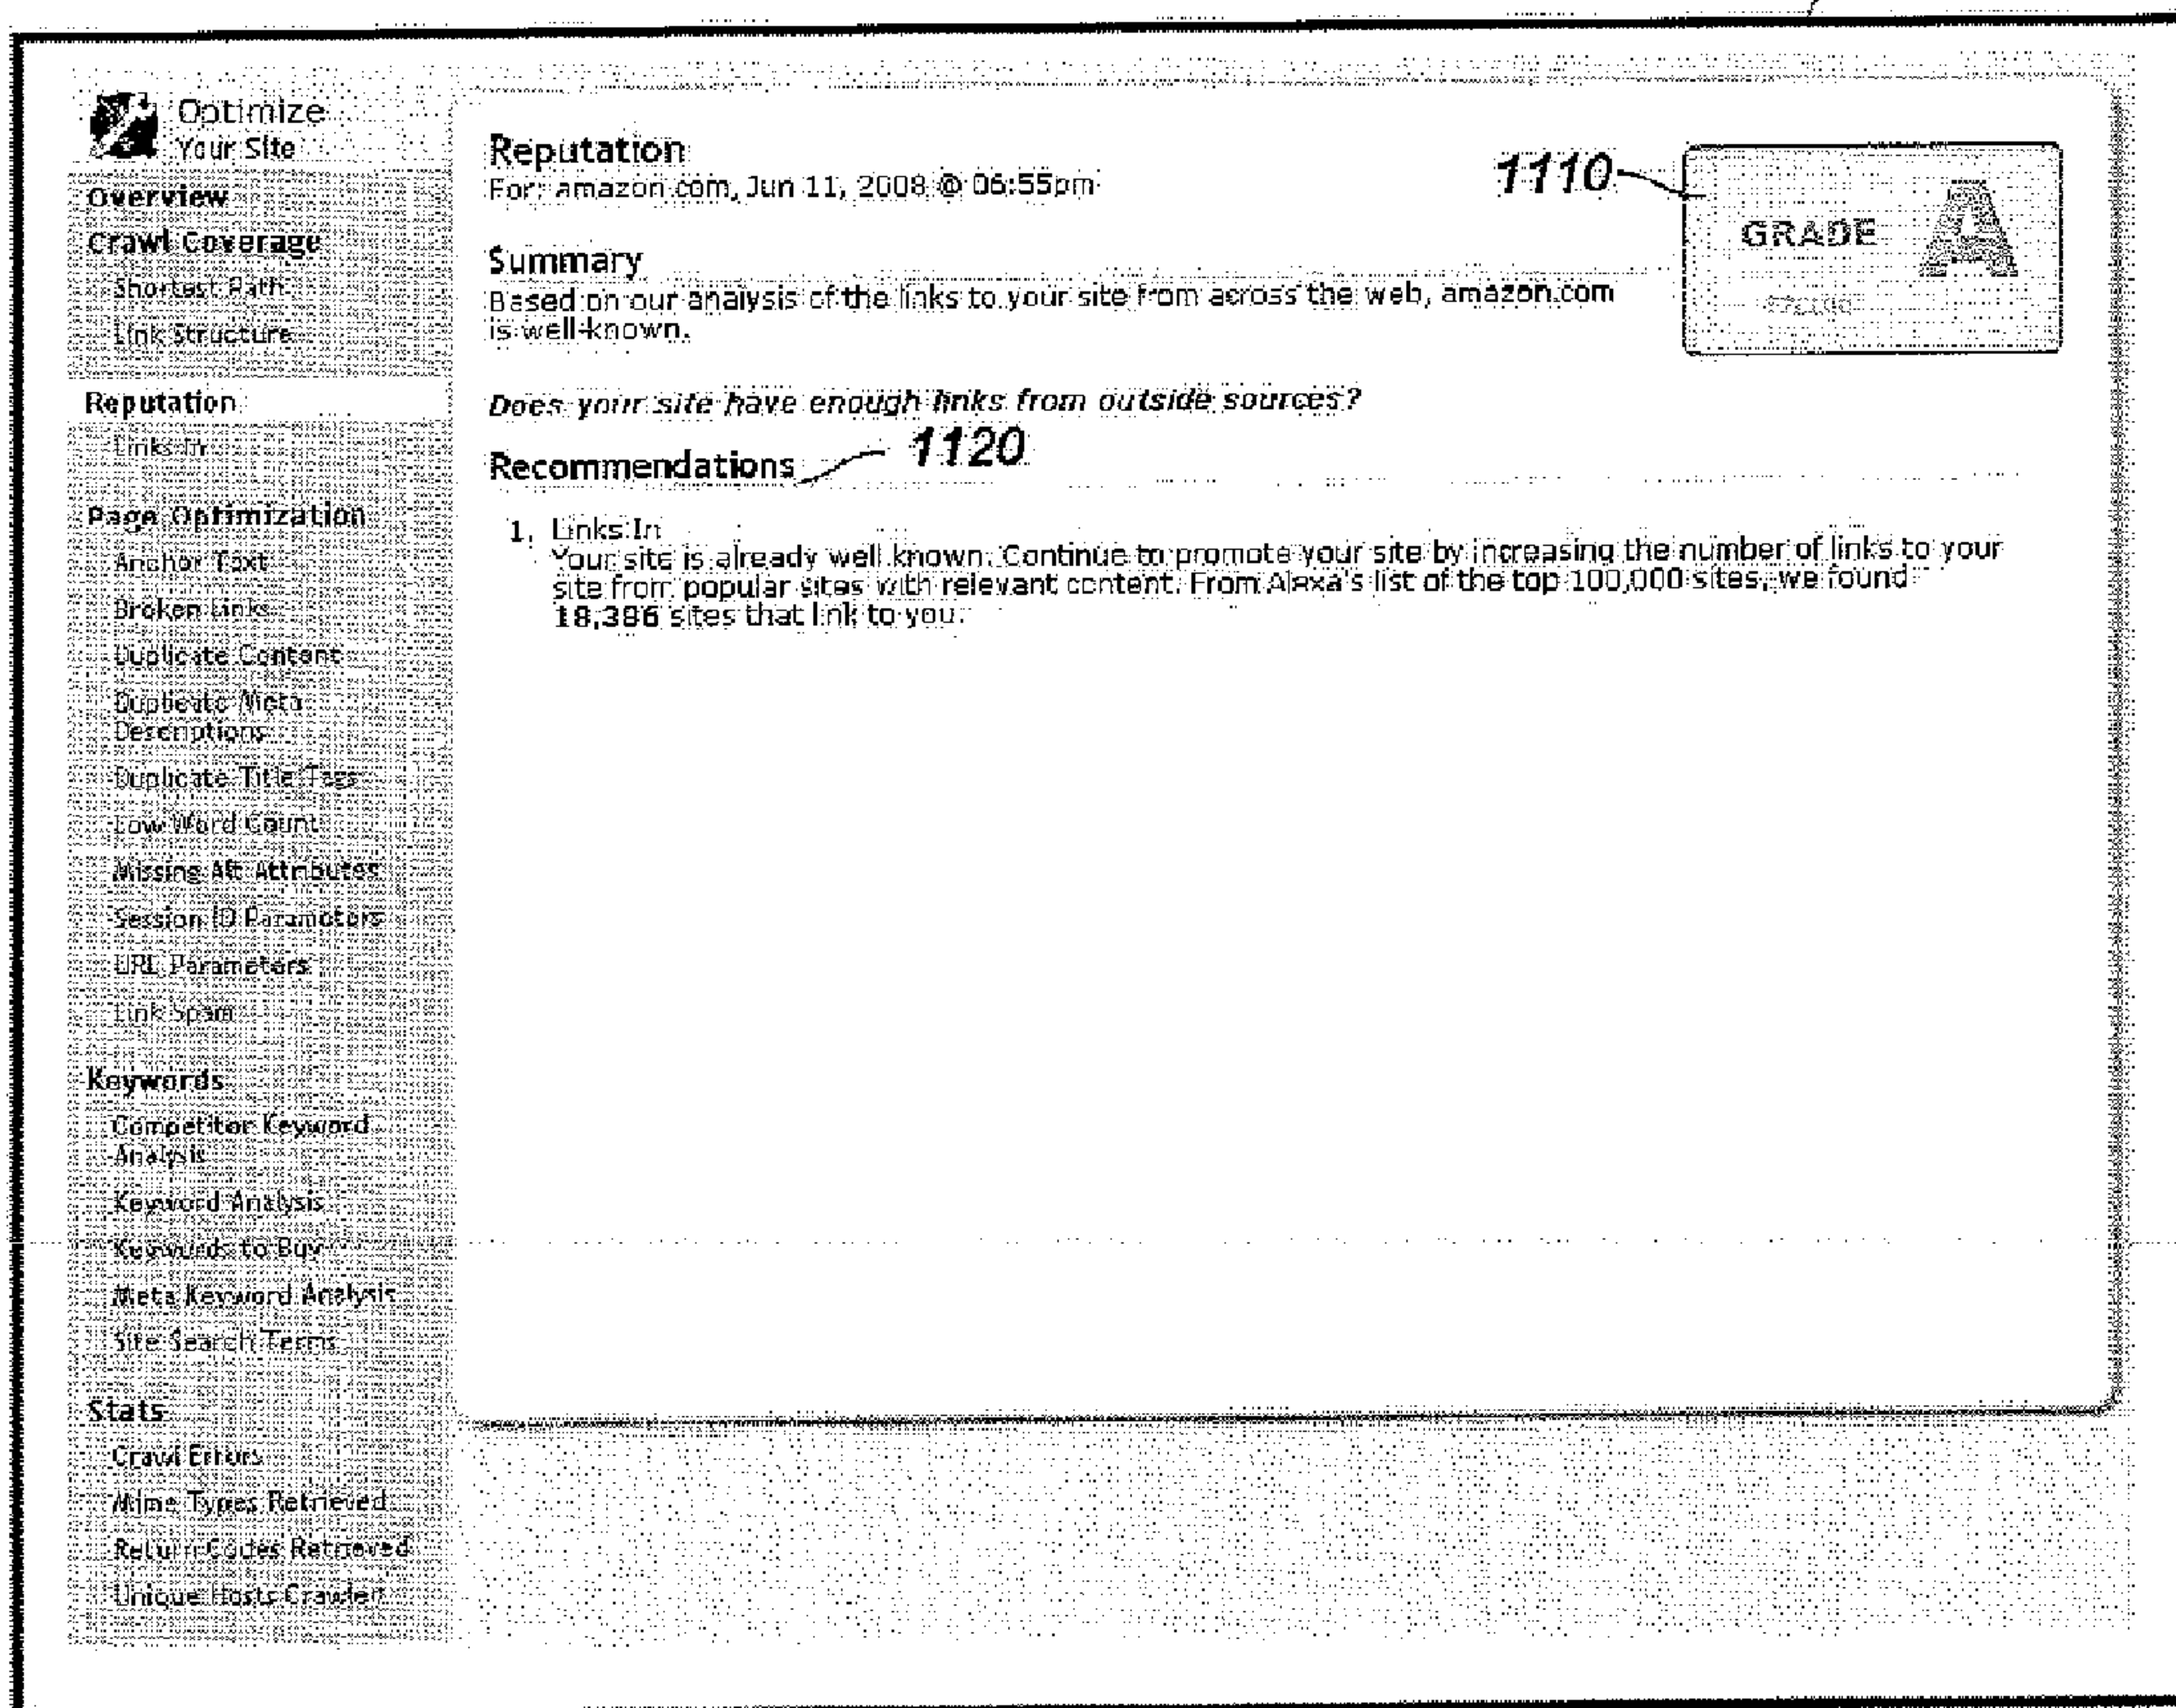 Optimize
Your Site
Overview
Crawl Coverage
Shortest Path
Link Structure
Reputation
Links In
Page Optimization
Anchor Text
Broken Links
Duplicate Content
Duplicate Meta
Descriptions
Duplicate Title Tags
Low Word Count
Missing Alt Attributes
Session ID Parameters
URL Parameters
Link Spam
Keywords
Competitor Keyword
Analysis
Keyword Analysis
Keywords to Buy
Meta Keyword Analysis
Site Search Terms
Stats
Crawl Errors
Mime Types Retrieved
Return Codes Retrieved
Unique Hosts Crawled
Reputation
For: amazon.com, Jun 11, 2008 @ 06:55pm
1110
GRADE A
Summary
Based on our analysis of the links to your site from across the web, amazon.com
is well-known.
Does your site have enough links from outside sources?
Recommendations 1120
1. Links In
Your site is already well known. Continue to promote your site by increasing the number of links to your
site from popular sites with relevant content. From Alexa's list of the top 100,000 sites, we found
18,386 sites that link to you.